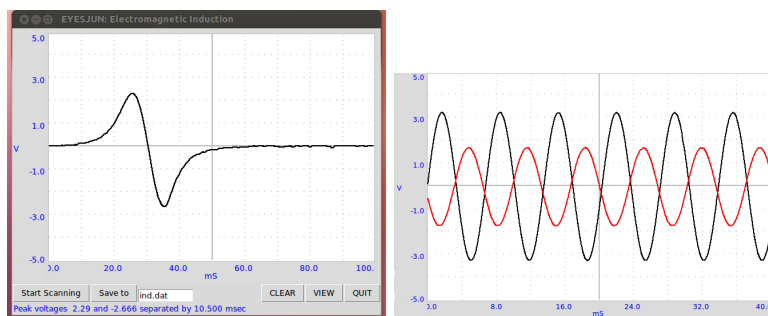 EYESJUN: Electromagnetic Induction
5.0
3.0
1.0
V
-1.0
-3.0
-5.0
0.0 20.0 40.0 60.0 80.0 100.
mS
Start Scanning Save to ind.dat CLEAR VIEW QUIT
Peak voltages 2.29 and -2.666 separated by 10.500 msec
5.0
3.0
1.0
V
-1.0
-3.0
-5.0
8.0 16.0 24.0 32.0 40.
mS